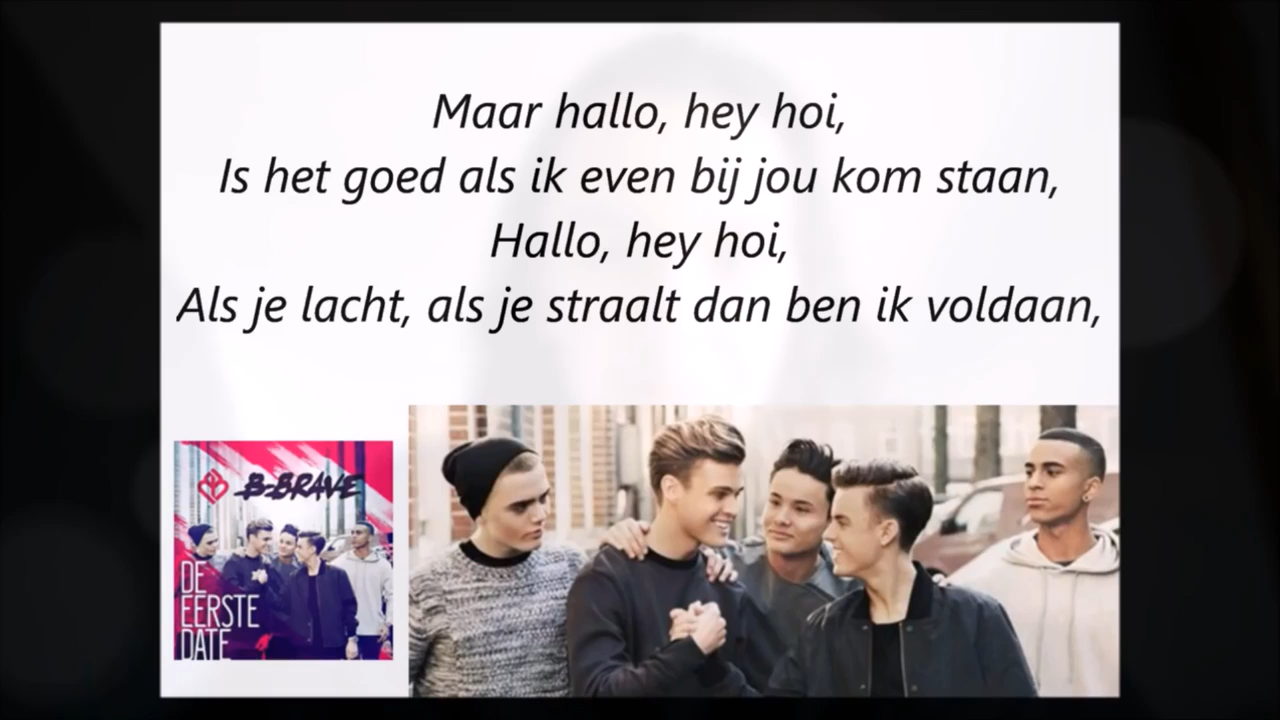 Maar hallo, hey hoi,
Is het goed als ik even bij jou kom staan,
Hallo, hey hoi,
Als je lacht, als je straalt dan ben ik voldaan,
B-BRAVE
DE
EERSTE
DATE